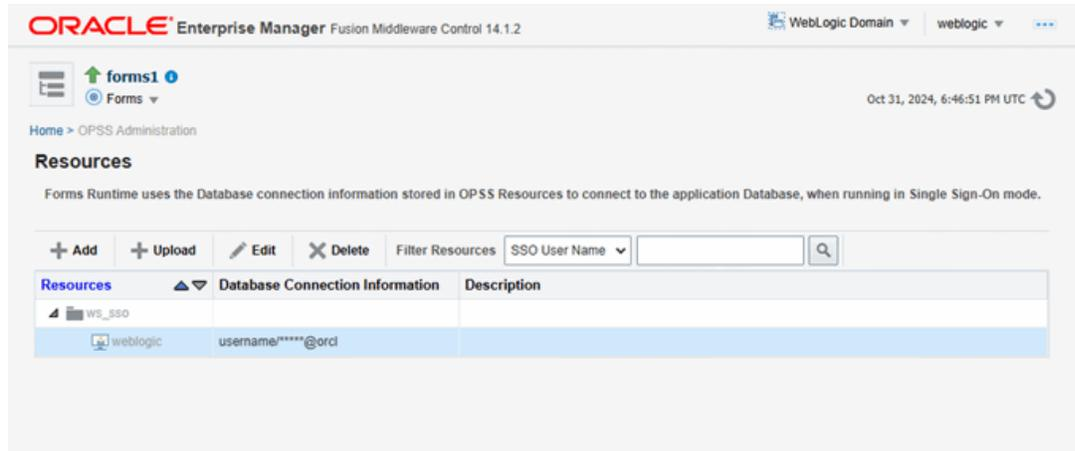 ORACLE Enterprise Manager Fusion Middleware Control 14.1.2
WebLogic Domain weblogic
forms1
Forms
Oct 31, 2024, 6:46:51 PM UTC
Home > OPSS Administration
Resources
Forms Runtime uses the Database connection information stored in OPSS Resources to connect to the application Database, when running in Single Sign-On mode.
Add Upload Edit Delete Filter Resources SSO User Name
Resources Database Connection Information Description
ws_sso
weblogic username/*****@orcl